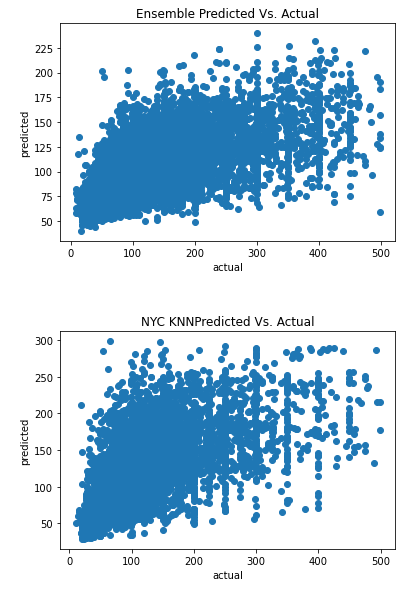 Ensemble Predicted Vs. Actual
225
200
175
150
125
100
75
50
predicted
0 100 200 300 400 500
actual
NYC KNNPredicted Vs. Actual
300
250
200
150
100
50
predicted
0 100 200 300 400 500
actual